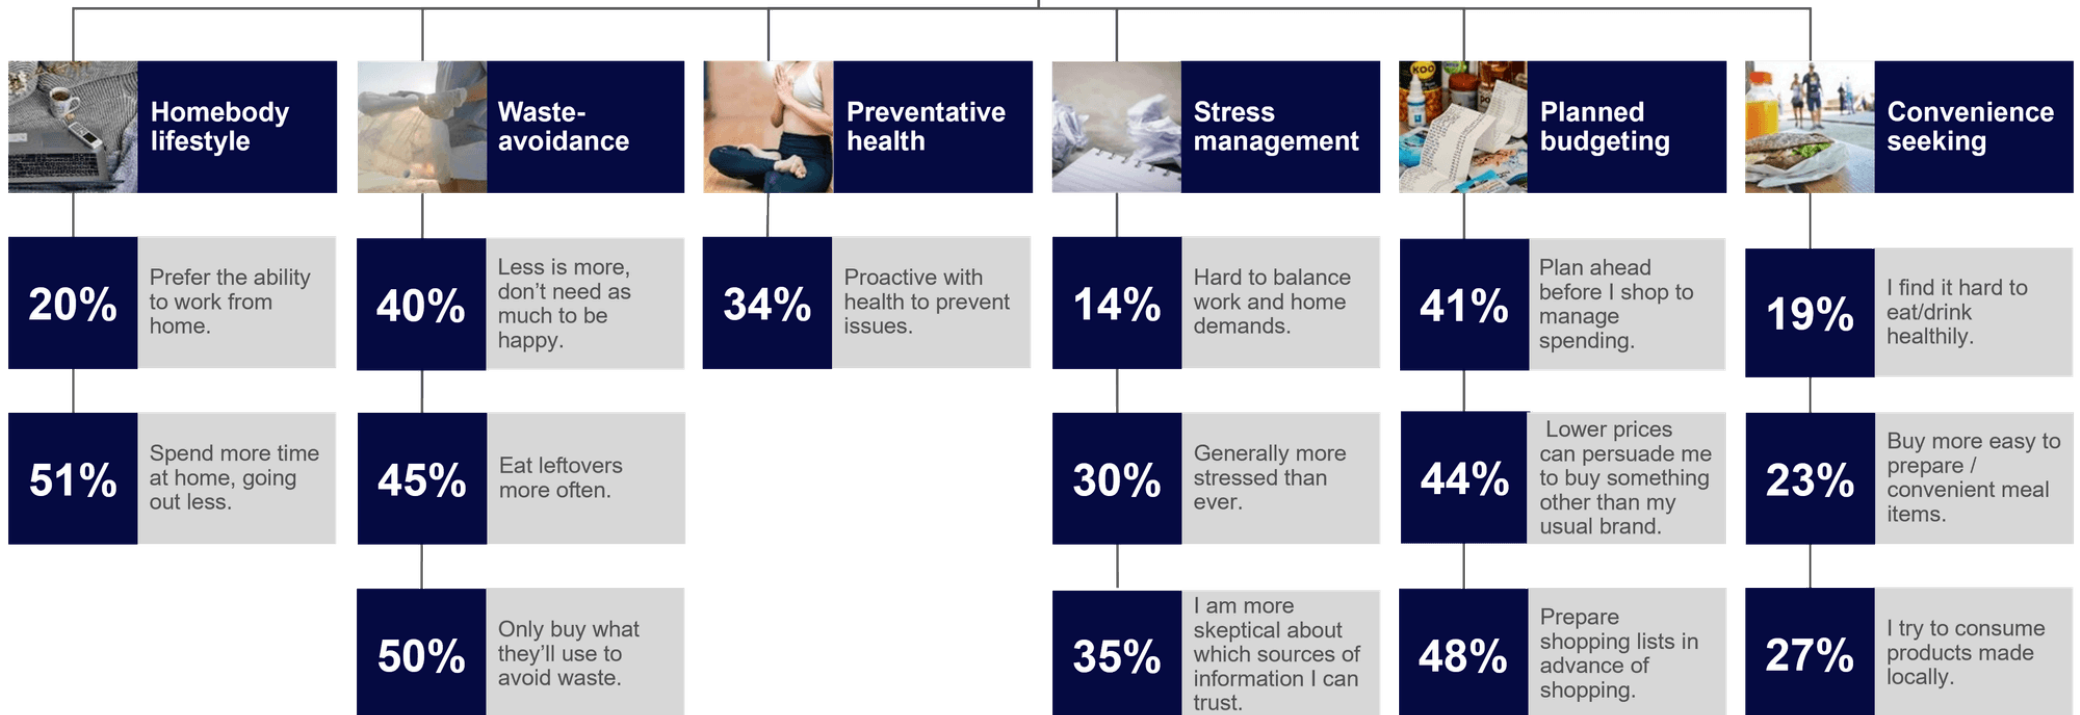 Homebody
lifestyle
Waste-
avoidance
Preventative
health
Stress
management
KOO
Planned
budgeting
Convenience
seeking
20%
Prefer the ability
to work from
home.
40%
Less is more,
don't need as
much to be
happy.
34%
Proactive with
health to prevent
issues.
14%
Hard to balance
work and home
demands.
41%
Plan ahead
before I shop to
manage
spending.
19%
I find it hard to
eat/drink
healthily.
51%
Spend more time
at home, going
out less.
45%
Eat leftovers
more often.
30%
Generally more
stressed than
ever.
44%
Lower prices
can persuade me
to buy something
other than my
usual brand.
23%
Buy more easy to
prepare /
convenient meal
items.
50%
Only buy what
they'll use to
avoid waste.
35%
I am more
skeptical about
which sources of
information I can
trust.
48%
Prepare
shopping lists in
advance of
shopping.
27%
I try to consume
products made
locally.